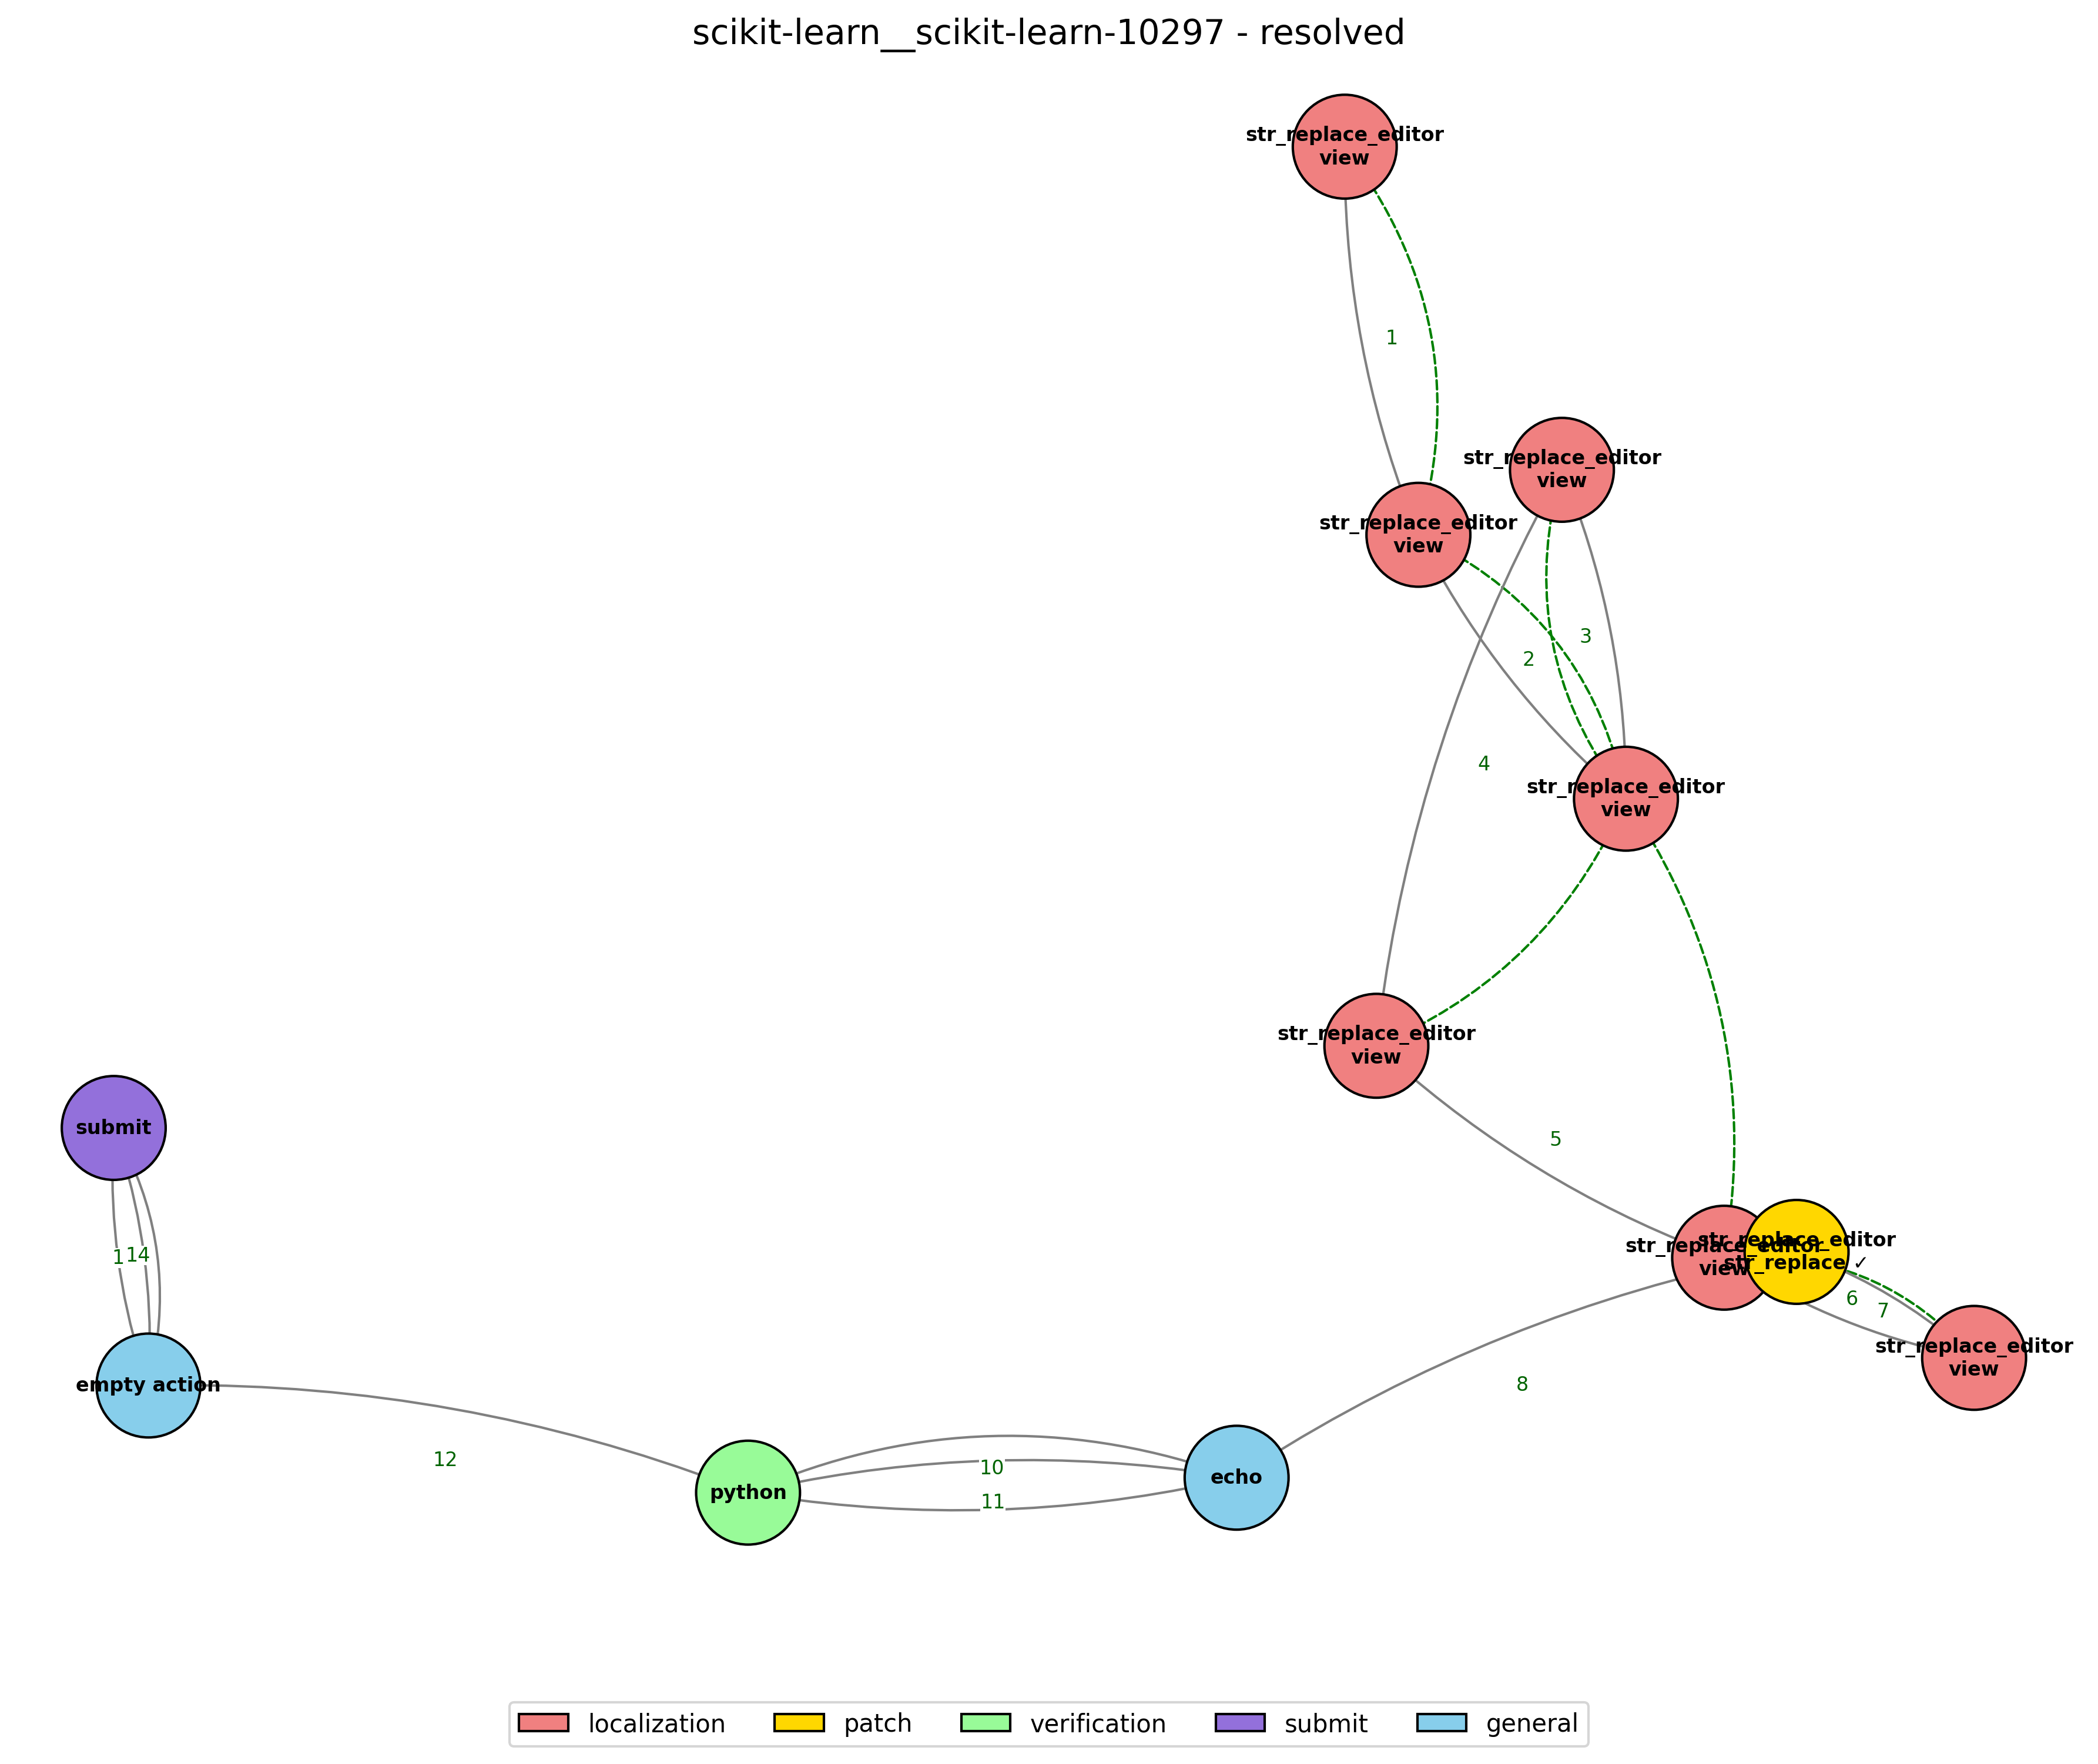 scikit-learn__scikit-learn-10297 - resolved
str_replace_editor
view
1
str_replace_editor
view
str_replace_editor
view
3
2
4
str_replace_editor
view
str_replace_editor
view
submit
5
str_replace_editor
view
str_replace_editor
str_replace ✓
1
14
6
7
str_replace_editor
view
empty action
8
12
10
11
python
echo
localization
patch
verification
submit
general